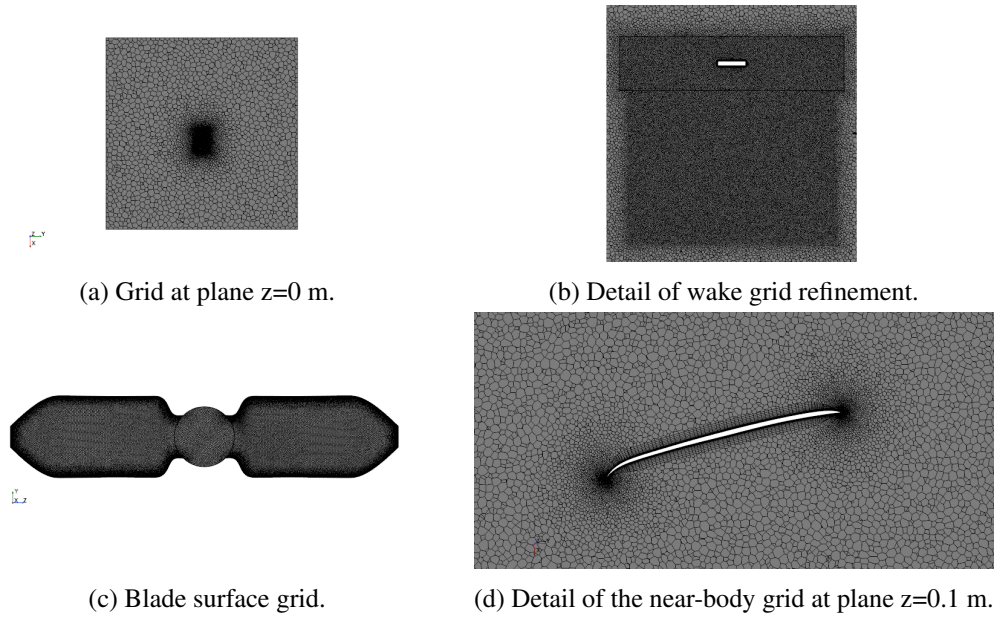 Z Y
X
(a) Grid at plane z=0 m.
(b) Detail of wake grid refinement.
Y
X Z
(c) Blade surface grid.
(d) Detail of the near-body grid at plane z=0.1 m.